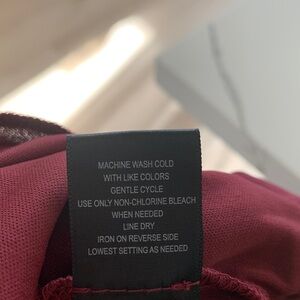 MACHINE WASH COLD
WITH LIKE COLORS
GENTLE CYCLE
USE ONLY NON-CHLORINE BLEACH
WHEN NEEDED
LINE DRY
IRON ON REVERSE SIDE
LOWEST SETTING AS NEEDED